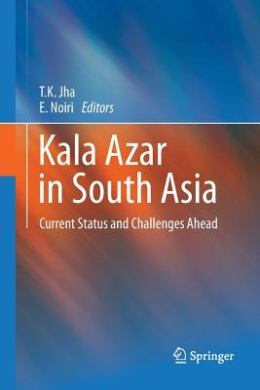 T.K. Jha
E. Noiri Editors
Kala Azar
in South Asia
Current Status and Challenges Ahead
Springer